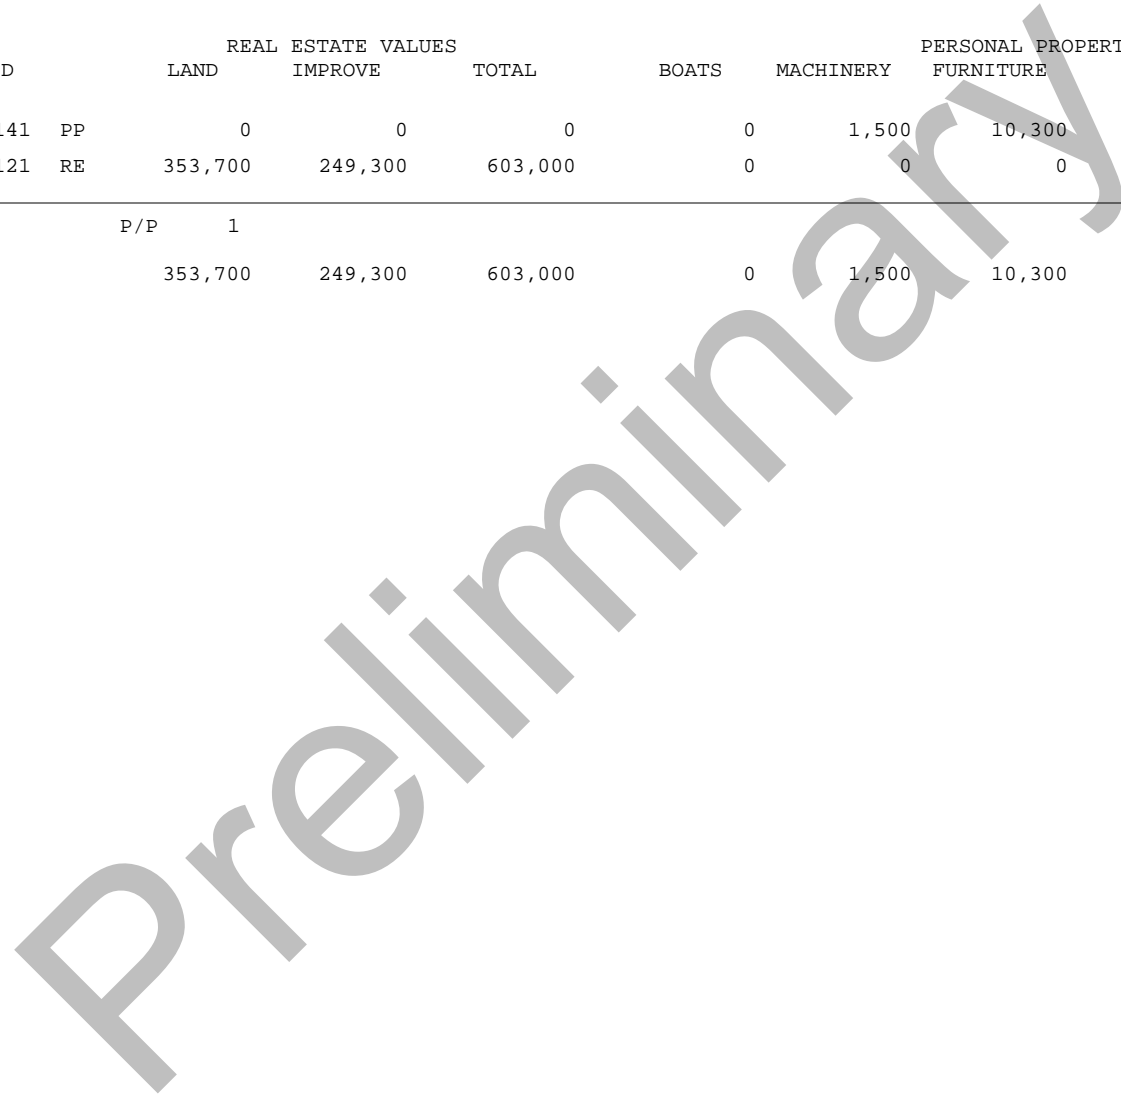 REAL ESTATE VALUES PERSONAL PROPERT
D LAND IMPROVE TOTAL BOATS MACHINERY FURNITURE
141 PP 0 0 0 0 1,500 10,300
121 RE 353,700 249,300 603,000 0 0 0
P/P 1
353,700 249,300 603,000 0 1,500 10,300
Preliminary